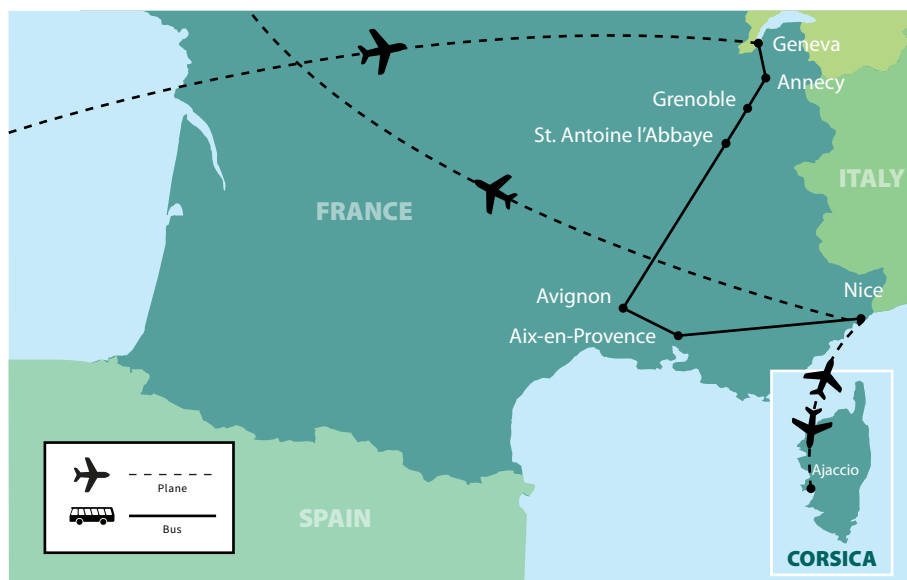 Geneva
Annecy
Grenoble
St. Antoine l'Abbaye
ITALY
FRANCE
Avignon
Nice
Aix-en-Provence
Ajaccio
Plane
Bus
SPAIN
CORSICA